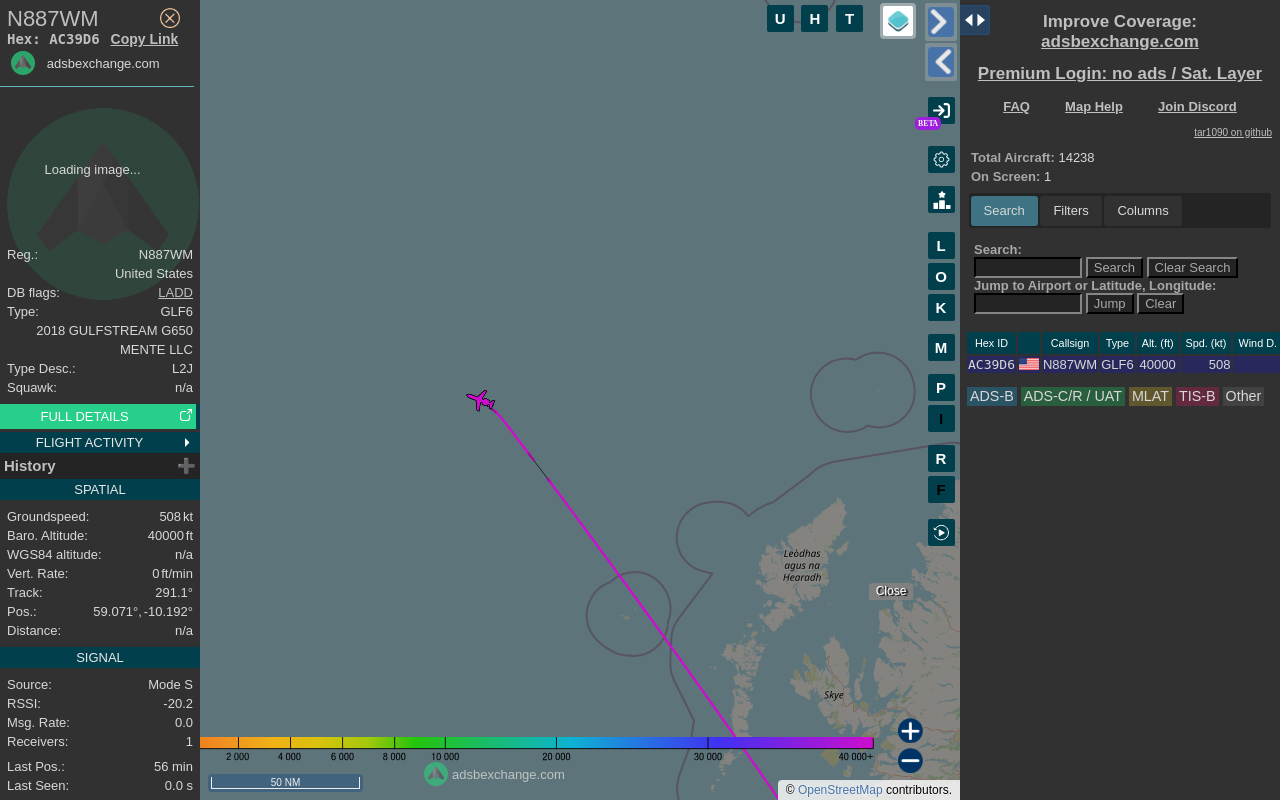 N887WM
Hex: AC39D6 Copy Link
adsbexchange.com
Loading image...
Reg.: N887WM
United States
DB flags: LADD
Type: GLF6
2018 GULFSTREAM G650
MENTE LLC
Type Desc.: L2J
Squawk: n/a
FULL DETAILS
FLIGHT ACTIVITY
History
SPATIAL
Groundspeed: 508 kt
Baro. Altitude: 40000 ft
WGS84 altitude: n/a
Vert. Rate: 0 ft/min
Track: 291.1°
Pos.: 59.071°, -10.192°
Distance: n/a
SIGNAL
Source: Mode S
RSSI: -20.2
Msg. Rate: 0.0
Receivers: 1
Last Pos.: 56 min
Last Seen: 0.0 s
U H T
BETA
L
O
K
M
P
I
R
F
Leòdhas
agus na
Hearadh
Close
Skye
2 000 4 000 6 000 8 000 10 000 20 000 30 000 40 000+
50 NM
adsbexchange.com
© OpenStreetMap contributors.
Improve Coverage:
adsbexchange.com
Premium Login: no ads / Sat. Layer
FAQ Map Help Join Discord
tar1090 on github
Total Aircraft: 14238
On Screen: 1
Search Filters Columns
Search:
Search Clear Search
Jump to Airport or Latitude, Longitude:
Jump Clear
Hex ID Callsign Type Alt. (ft) Spd. (kt) Wind D.
AC39D6 N887WM GLF6 40000 508
ADS-B ADS-C/R / UAT MLAT TIS-B Other